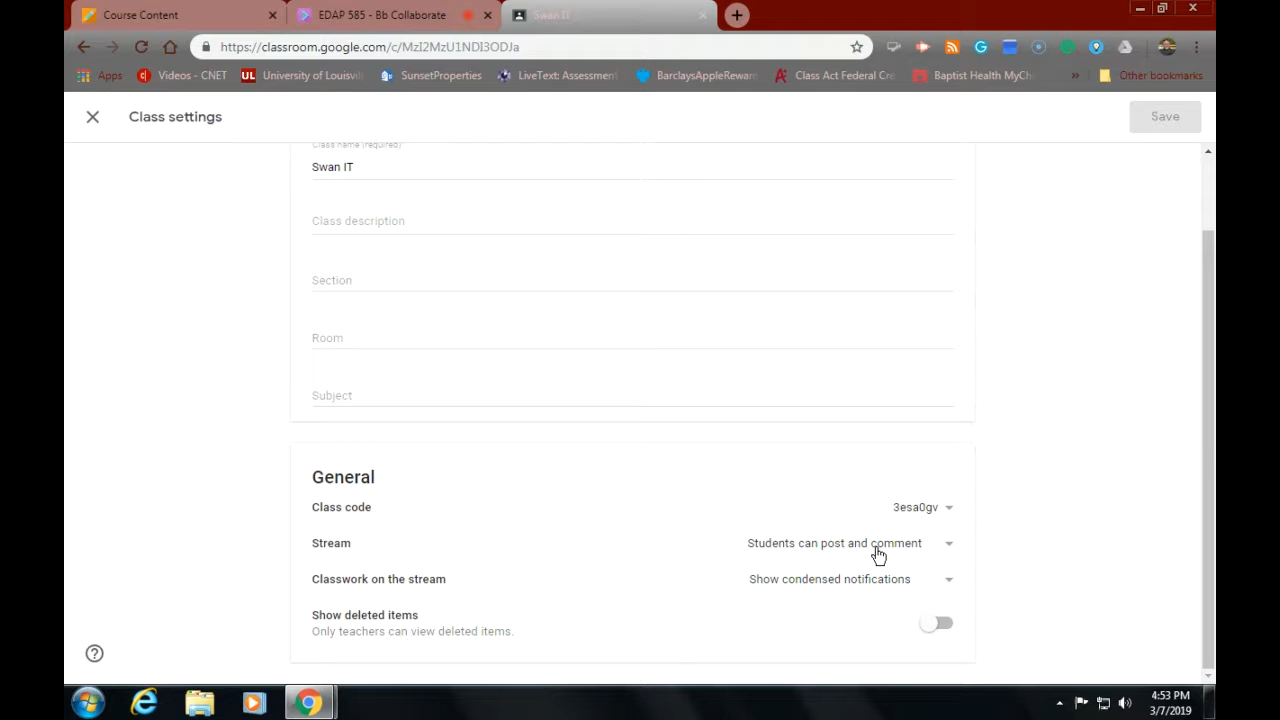 Course Content
EDAP 585 - Bb Collaborate
Swan IT
https://classroom.google.com/c/MzI2MzU1NDI3ODJa
Apps
Videos - CNET
UL University of Louisvil
SunsetProperties
LiveText: Assessment
BarclaysAppleRewar
Class Act Federal Cre
Baptist Health MyCh
»
Other bookmarks
Class settings
Save
Class name (required)
Swan IT
Class description
Section
Room
Subject
General
Class code
3esa0gv
Stream
Students can post and comment
Classwork on the stream
Show condensed notifications
Show deleted items
Only teachers can view deleted items.
4:53 PM
3/7/2019